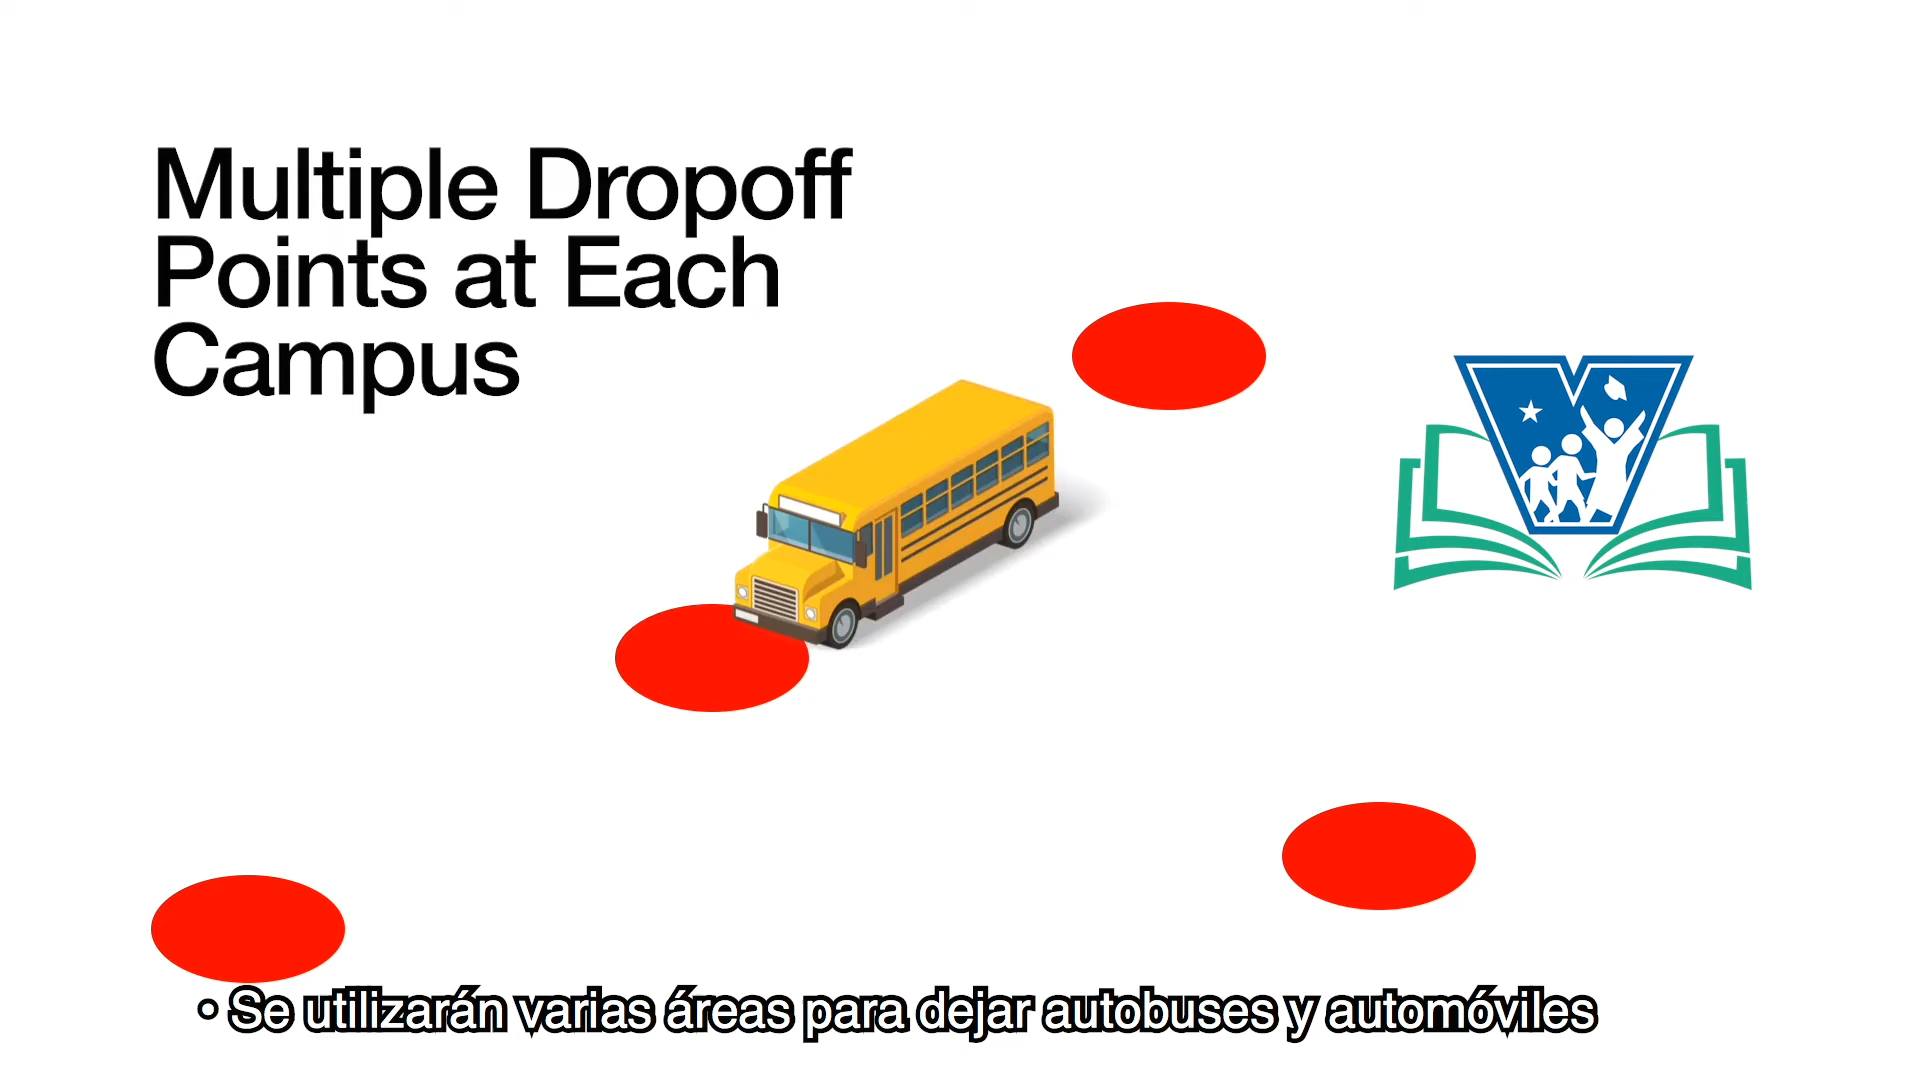 Multiple Dropoff
Points at Each
Campus
• Se utilizarán varias áreas para dejar autobuses y automóviles